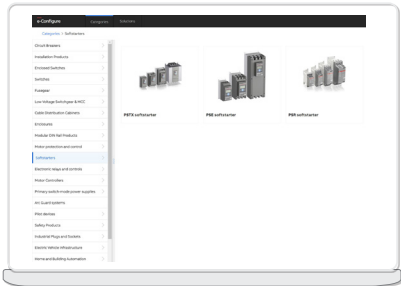 e-Configure
Categories
Solutions
Categories > Softstarters
Circuit Breakers
Installation Products
Enclosed Switches
Switches
Fusegear
Low Voltage Switchgear & MCC
Cable Distribution Cabinets
Enclosures
Modular DIN Rail Products
Motor protection and control
Softstarters
Electronic relays and controls
Motor Controllers
Primary switch mode power supplies
Arc Guard systems
Pilot devices
Safety Products
Industrial Plugs and Sockets
Electric Vehicle Infrastructure
Home and Building Automation
PSTX softstarter
PSE softstarter
PSR softstarter